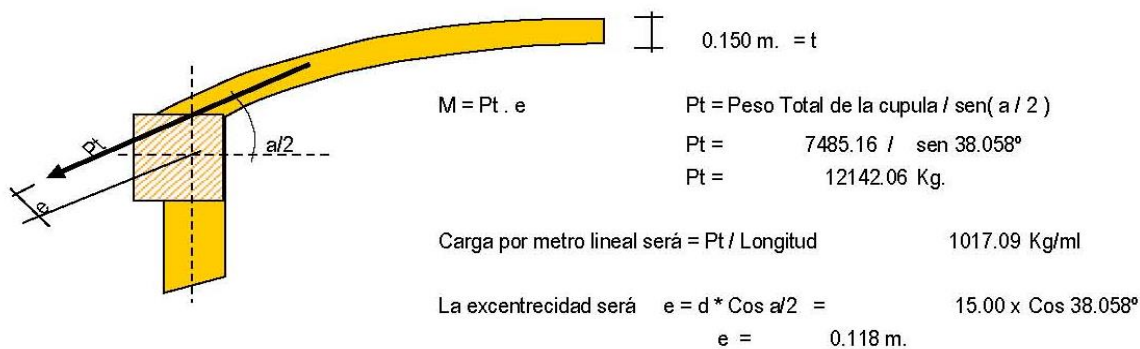 0.150 m. = t
M = Pt . e Pt = Peso Total de la cupula / sen( a / 2 )
Pt = 7485.16 / sen 38.058º
Pt = 12142.06 Kg.
Pt
a/2
e
Carga por metro lineal será = Pt / Longitud 1017.09 Kg/ml
La excentrecidad será e = d * Cos a/2 = 15.00 x Cos 38.058º
e = 0.118 m.